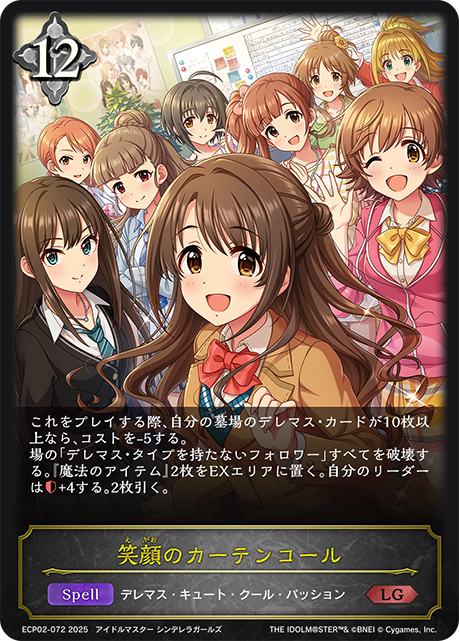 12
これをプレイする際、自分の墓場のデレマス・カードが10枚以
上なら、コストを-5する。
場の「デレマス・タイプを持たないフォロワー」すべてを破壊す
る。『魔法のアイテム』2枚をEXエリアに置く。自分のリーダー
は+4する。2枚引く。
え がお
笑顔のカーテンコール
Spell デレマス・キュート・クール・パッション LG
ECP02-072 2025 アイドルマスター シンデレラガールズ THE IDOLM@STER™& ©BNEI © Cygames, Inc.